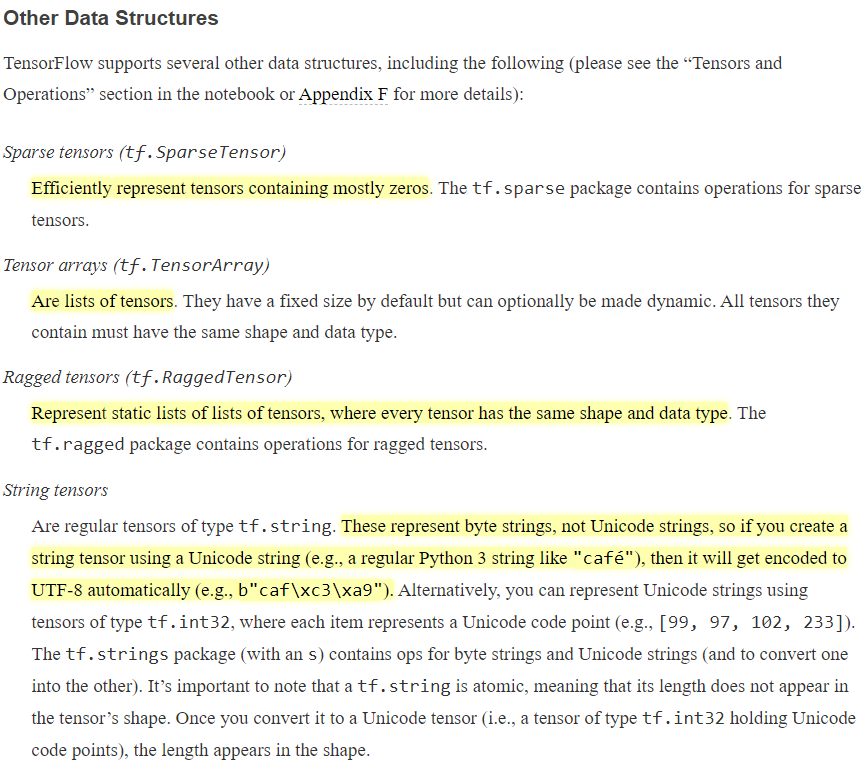 Other Data Structures
TensorFlow supports several other data structures, including the following (please see the “Tensors and
Operations” section in the notebook or Appendix F for more details):
Sparse tensors (tf.SparseTensor)
Efficiently represent tensors containing mostly zeros. The tf.sparse package contains operations for sparse
tensors.
Tensor arrays (tf.TensorArray)
Are lists of tensors. They have a fixed size by default but can optionally be made dynamic. All tensors they
contain must have the same shape and data type.
Ragged tensors (tf.RaggedTensor)
Represent static lists of lists of tensors, where every tensor has the same shape and data type. The
tf.ragged package contains operations for ragged tensors.
String tensors
Are regular tensors of type tf.string. These represent byte strings, not Unicode strings, so if you create a
string tensor using a Unicode string (e.g., a regular Python 3 string like "café"), then it will get encoded to
UTF-8 automatically (e.g., b"caf\xc3\xa9"). Alternatively, you can represent Unicode strings using
tensors of type tf.int32, where each item represents a Unicode code point (e.g., [99, 97, 102, 233]).
The tf.strings package (with an s) contains ops for byte strings and Unicode strings (and to convert one
into the other). It’s important to note that a tf.string is atomic, meaning that its length does not appear in
the tensor’s shape. Once you convert it to a Unicode tensor (i.e., a tensor of type tf.int32 holding Unicode
code points), the length appears in the shape.